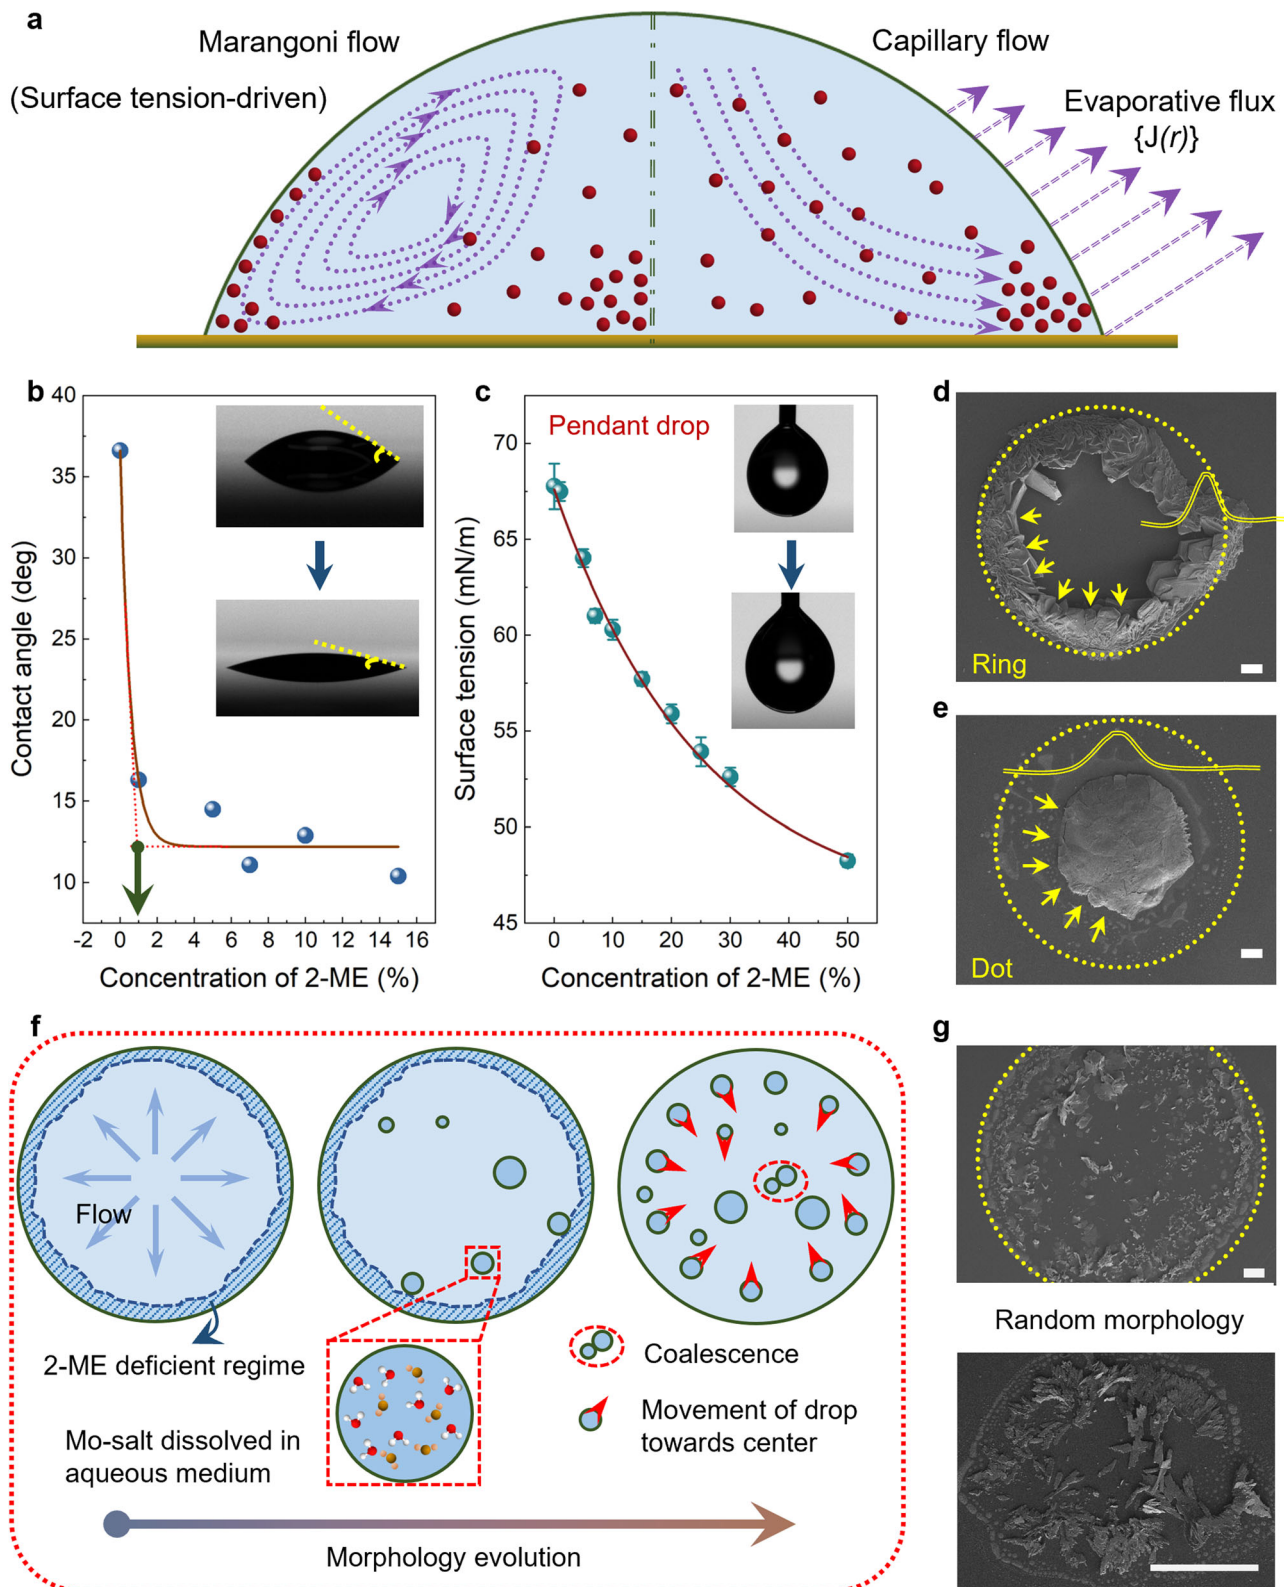 a
Marangoni flow
(Surface tension-driven)
Capillary flow
Evaporative flux
{J(r)}
b
Contact angle (deg)
40
35
30
25
20
15
10
-2 0 2 4 6 8 10 12 14 16
Concentration of 2-ME (%)
c
Pendant drop
Surface tension (mN/m)
70
65
60
55
50
45
0 10 20 30 40 50
Concentration of 2-ME (%)
d
Ring
e
Dot
f
Flow
2-ME deficient regime
Mo-salt dissolved in
aqueous medium
Coalescence
Movement of drop
towards center
Morphology evolution
g
Random morphology